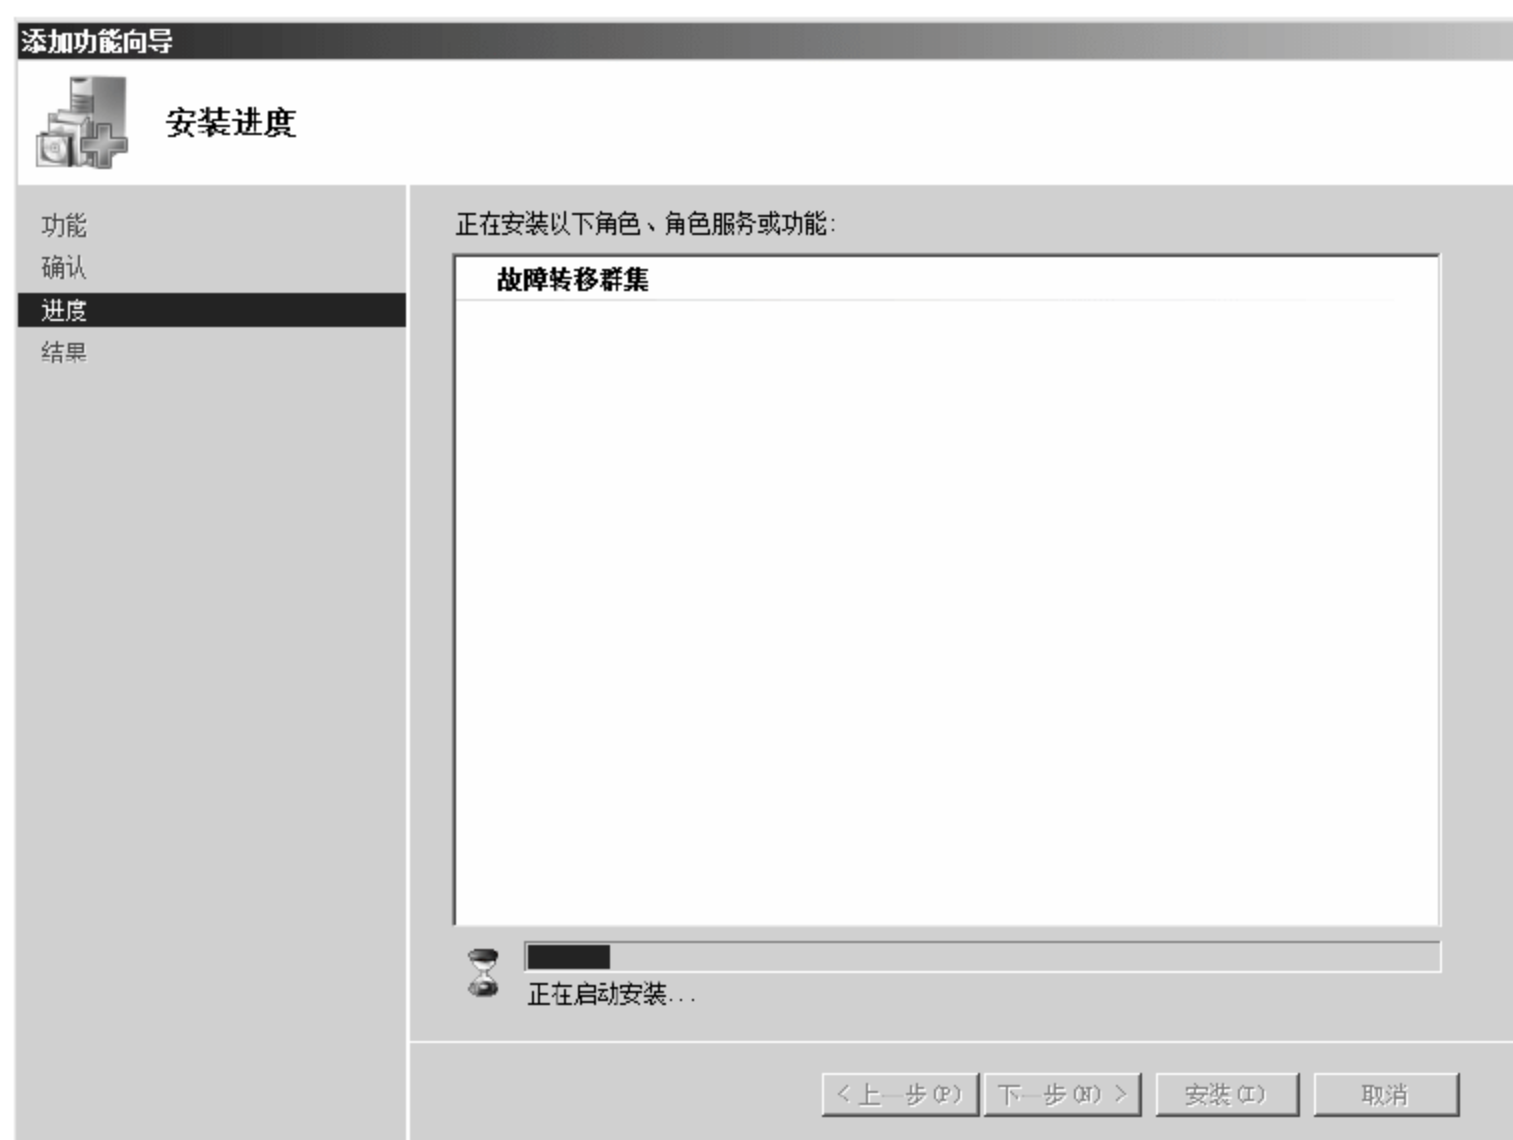 添加功能向导
安装进度
功能
确认
进度
结果
正在安装以下角色、角色服务或功能:
故障转移群集
正在启动安装...
< 上一步(P)
下一步(N) >
安装(I)
取消